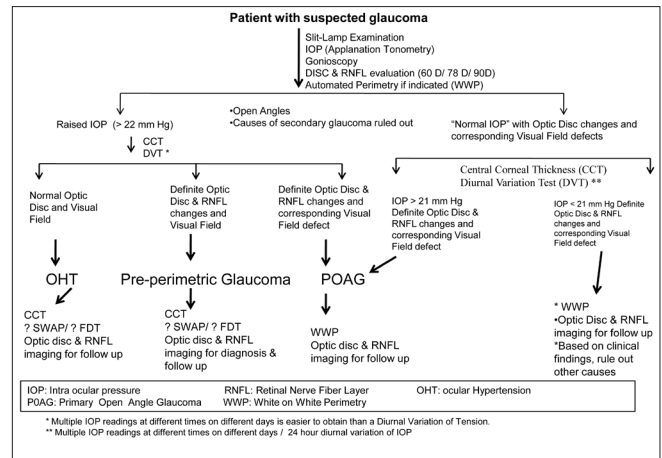 Patient with suspected glaucoma
Slit-Lamp Examination
IOP (Applanation Tonometry)
Gonioscopy
DISC & RNFL evaluation (60 D/ 78 D/ 90D)
Automated Perimetry if indicated (WWP)
Raised IOP (> 22 mm Hg)
•Open Angles
•Causes of secondary glaucoma ruled out
“Normal IOP” with Optic Disc changes and
corresponding Visual Field defects
CCT
DVT *
Central Corneal Thickness (CCT)
Diurnal Variation Test (DVT) **
Normal Optic
Disc and Visual
Field
Definite Optic
Disc & RNFL
changes and
Visual Field
Definite Optic Disc &
RNFL changes and
corresponding Visual
Field defect
IOP > 21 mm Hg
Definite Optic Disc &
RNFL changes and
corresponding Visual
Field defect
IOP < 21 mm Hg Definite
Optic Disc & RNFL
changes and
corresponding Visual
Field defect
OHT
Pre-perimetric Glaucoma
POAG
CCT
? SWAP/ ? FDT
Optic disc & RNFL
imaging for follow up
CCT
? SWAP/ ? FDT
Optic disc & RNFL
imaging for diagnosis &
follow up
WWP
Optic disc & RNFL
imaging for follow up
* WWP
•Optic Disc & RNFL
imaging for follow up
*Based on clinical
findings, rule out
other causes
IOP: Intra ocular pressure RNFL: Retinal Nerve Fiber Layer OHT: ocular Hypertension
P0AG: Primary Open Angle Glaucoma WWP: White on White Perimetry
* Multiple IOP readings at different times on different days is easier to obtain than a Diurnal Variation of Tension.
** Multiple IOP readings at different times on different days / 24 hour diurnal variation of IOP